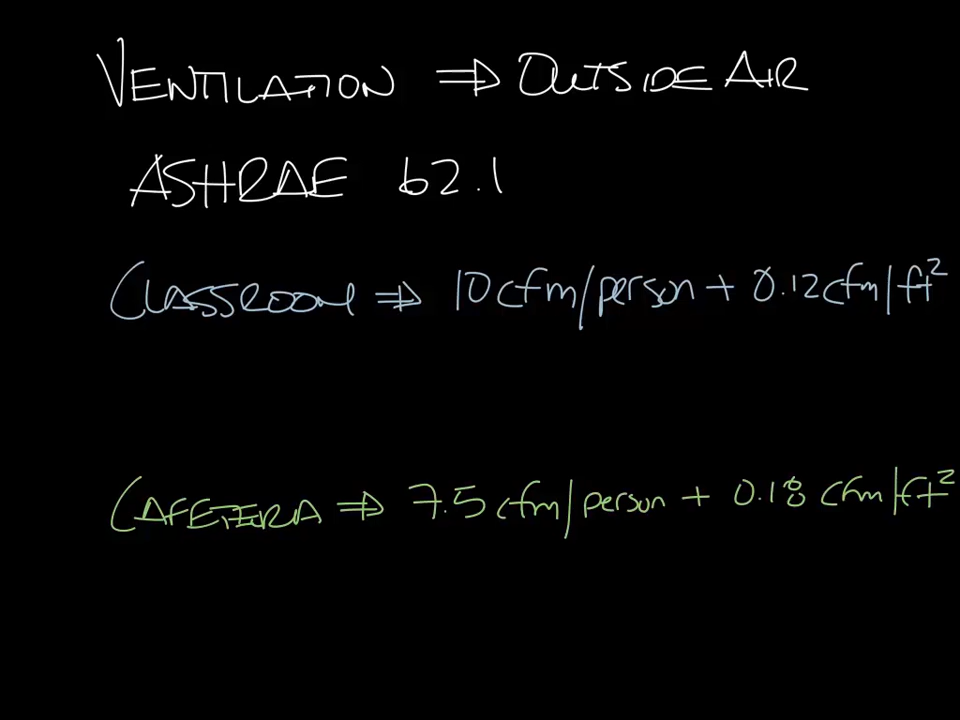 VENTILATION ⇒ OUTSIDE AIR
ASHRAE 62.1
CLASSROOM ⇒ 10 cfm/person + 0.12 cfm/ft²
CAFETERIA ⇒ 7.5 cfm/person + 0.18 cfm/ft²